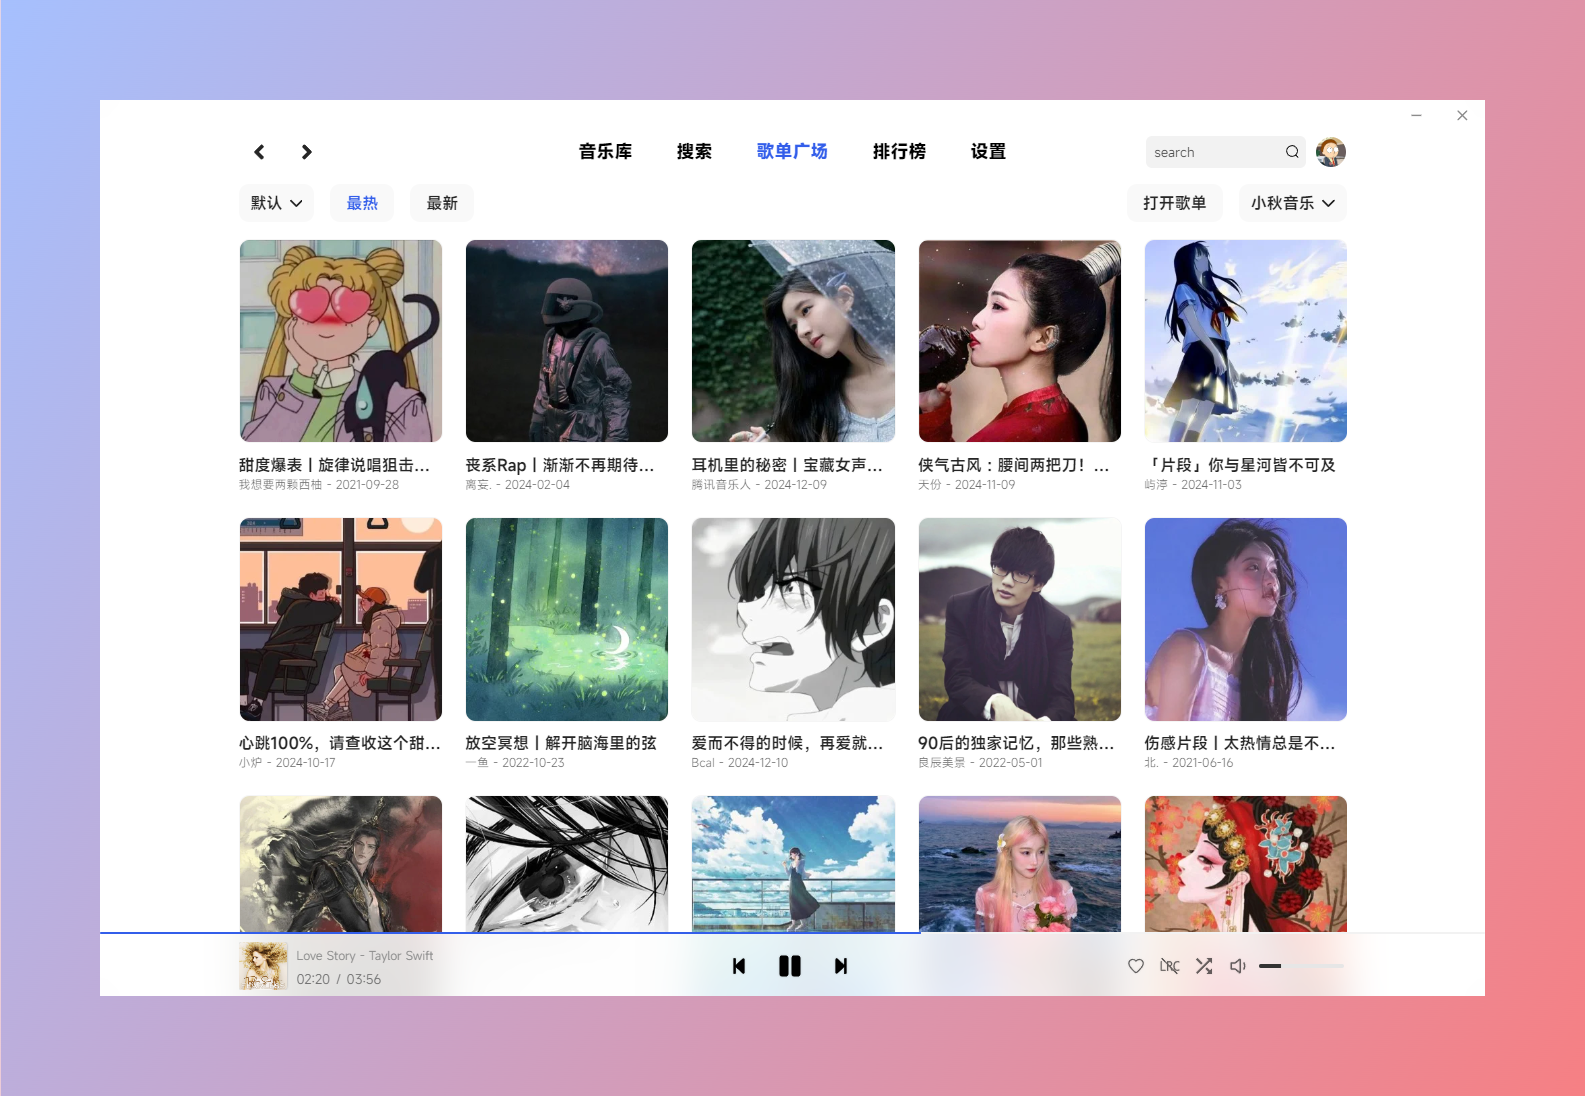 音乐库 搜索 歌单广场 排行榜 设置 search
默认 最热 最新 打开歌单 小秋音乐
甜度爆表丨旋律说唱狙击...
我想要两颗西柚 - 2021-09-28
丧系Rap丨渐渐不再期待...
离妄. - 2024-02-04
耳机里的秘密丨宝藏女声...
腾讯音乐人 - 2024-12-09
侠气古风：腰间两把刀！...
天份 - 2024-11-09
「片段」你与星河皆不可及
屿渟 - 2024-11-03
心跳100%，请查收这个甜...
小炉 - 2024-10-17
放空冥想丨解开脑海里的弦
一鱼 - 2022-10-23
爱而不得的时候，再爱就...
Bcal - 2024-12-10
90后的独家记忆，那些熟...
良辰美景 - 2022-05-01
伤感片段丨太热情总是不...
北. - 2021-06-16
Love Story - Taylor Swift
02:20 / 03:56
LRC